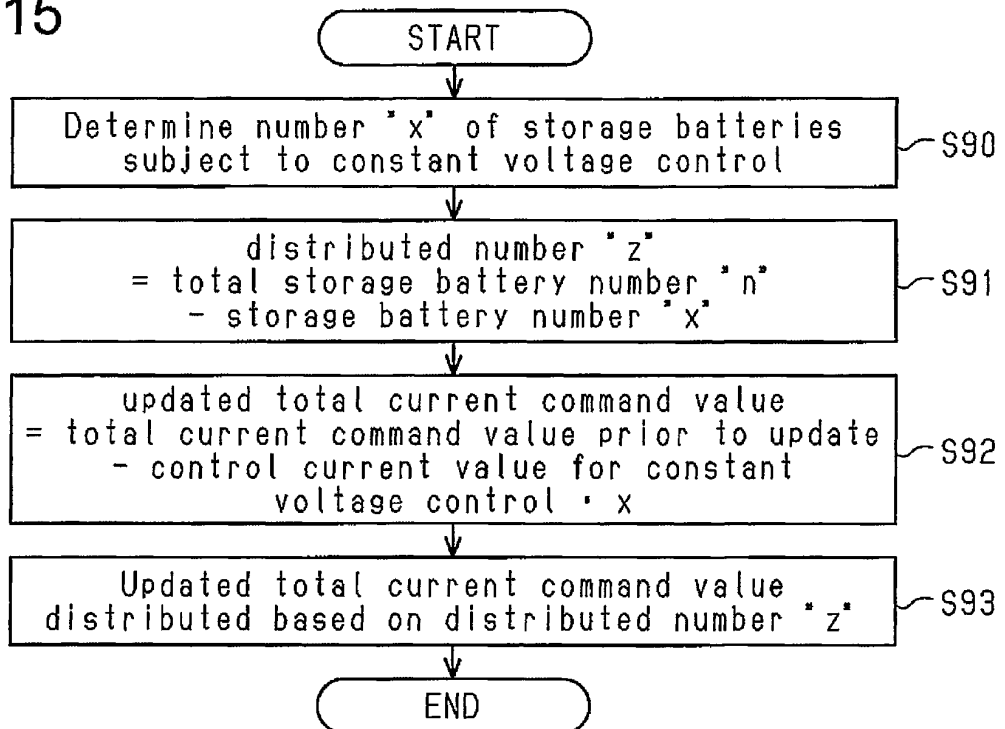 15
START
Determine number "x" of storage batteries
subject to constant voltage control
S90
distributed number "z"
= total storage battery number "n"
- storage battery number "x"
S91
updated total current command value
= total current command value prior to update
- control current value for constant
voltage control · x
S92
Updated total current command value
distributed based on distributed number "z"
S93
END